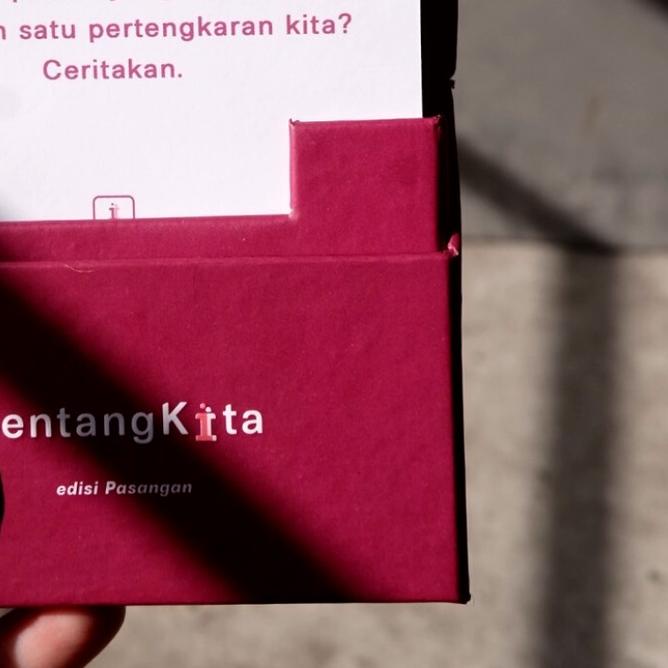 satu pertengkaran kita?
Ceritakan.
i
entangKita
edisi Pasangan